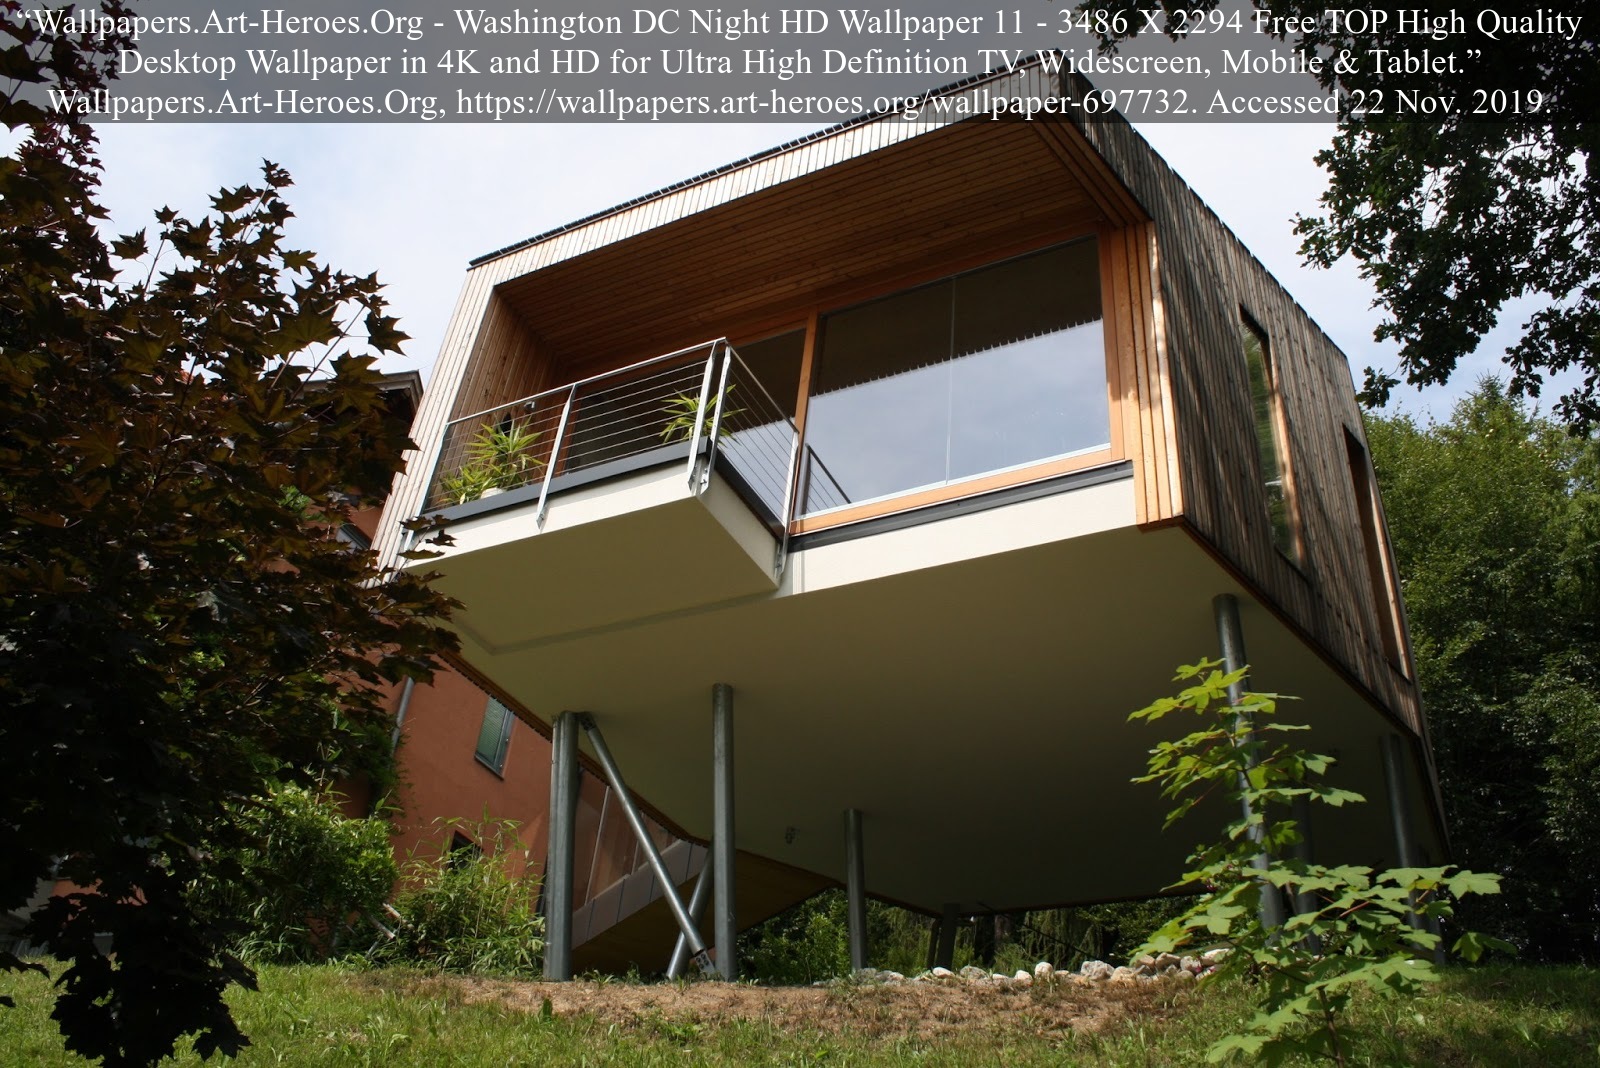 “Wallpapers.Art-Heroes.Org - Washington DC Night HD Wallpaper 11 - 3486 X 2294 Free TOP High Quality
Desktop Wallpaper in 4K and HD for Ultra High Definition TV, Widescreen, Mobile & Tablet.”
Wallpapers.Art-Heroes.Org, https://wallpapers.art-heroes.org/wallpaper-697732. Accessed 22 Nov. 2019.